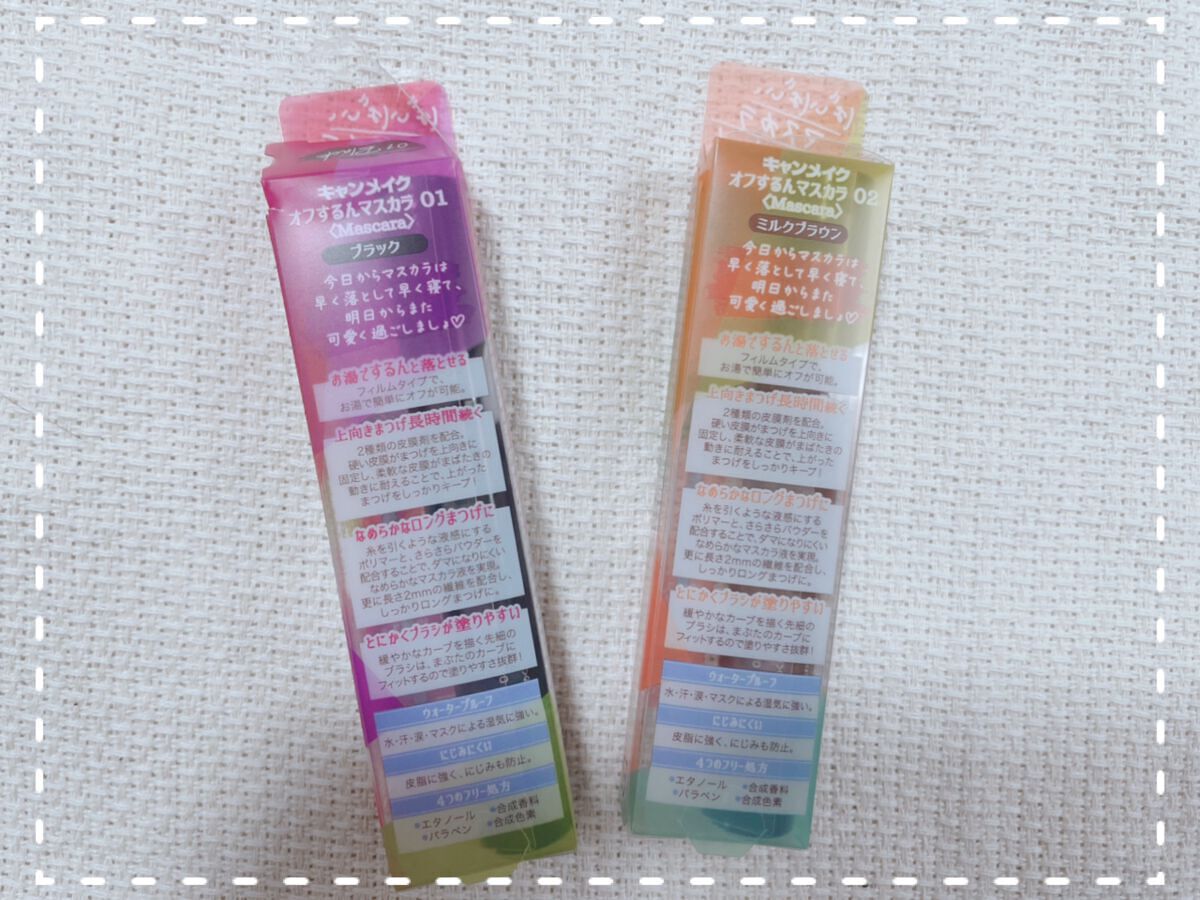 01 Black
キャンメイク
オフするんマスカラ 01
〈Mascara〉
ブラック
今日からマスカラは
早く落として早く寝て、
明日からまた
可愛く過ごしましょ♡
お湯でするんと落とせる
フィルムタイプで、
お湯で簡単にオフが可能。
上向きまつげ長時間続く
2種類の皮膜剤を配合。
硬い皮膜がまつげを上向きに
固定し、柔軟な皮膜がまばたきの
動きに耐えることで、上がった
まつげをしっかりキープ！
なめらかなロングまつげに
糸を引くような液感にする
ポリマーと、さらさらパウダーを
配合することで、ダマになりにくい
なめらかなマスカラ液を実現。
更に長さ2mmの繊維を配合し、
しっかりロングまつげに。
とにかくブラシが塗りやすい
緩やかなカーブを描く先細の
ブラシは、まぶたのカーブに
フィットするので塗りやすさ抜群！
ウォータープルーフ
水・汗・涙・マスクによる湿気に強い。
にじみにくい
皮脂に強く、にじみも防止。
4つのフリー処方
●エタノール ●合成香料
●パラベン ●合成色素
キャンメイク
オフするんマスカラ 02
〈Mascara〉
ミルクブラウン
今日からマスカラは
早く落として早く寝て、
明日からまた
可愛く過ごしましょ♡
お湯でするんと落とせる
フィルムタイプで、
お湯で簡単にオフが可能。
上向きまつげ長時間続く
2種類の皮膜剤を配合。
硬い皮膜がまつげを上向きに
固定し、柔軟な皮膜がまばたきの
動きに耐えることで、上がった
まつげをしっかりキープ！
なめらかなロングまつげに
糸を引くような液感にする
ポリマーと、さらさらパウダーを
配合することで、ダマになりにくい
なめらかなマスカラ液を実現。
更に長さ2mmの繊維を配合し、
しっかりロングまつげに。
とにかくブラシが塗りやすい
緩やかなカーブを描く先細の
ブラシは、まぶたのカーブに
フィットするので塗りやすさ抜群！
ウォータープルーフ
水・汗・涙・マスクによる湿気に強い。
にじみにくい
皮脂に強く、にじみも防止。
4つのフリー処方
●エタノール ●合成香料
●パラベン ●合成色素